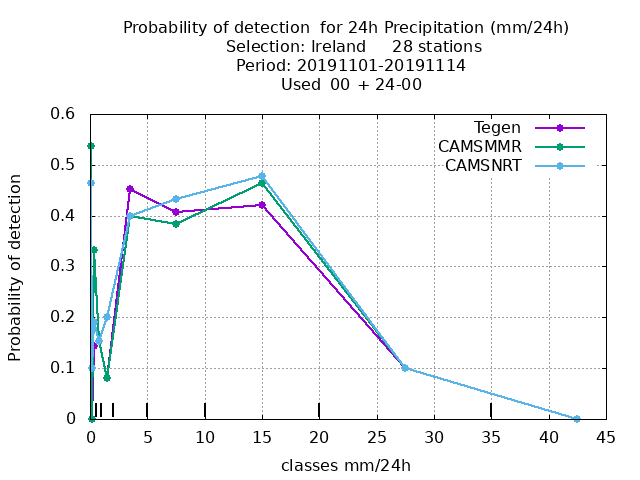 Probability of detection  for 24h Precipitation (mm/24h)
Selection: Ireland     28 stations
Period: 20191101-20191114
Used  00 + 24-00
Tegen
CAMSMMR
CAMSNRT
Probability of detection
0.6
0.5
0.4
0.3
0.2
0.1
0
0 5 10 15 20 25 30 35 40 45
classes mm/24h